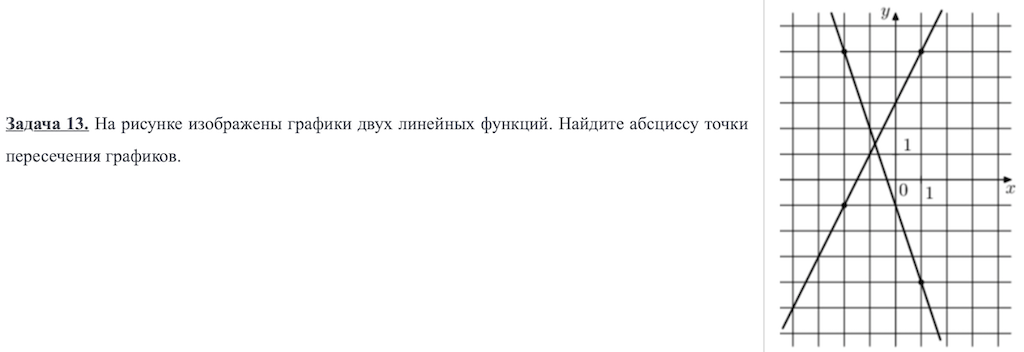 Задача 13. На рисунке изображены графики двух линейных функций. Найдите абсциссу точки
пересечения графиков.
y
1
0 1
x